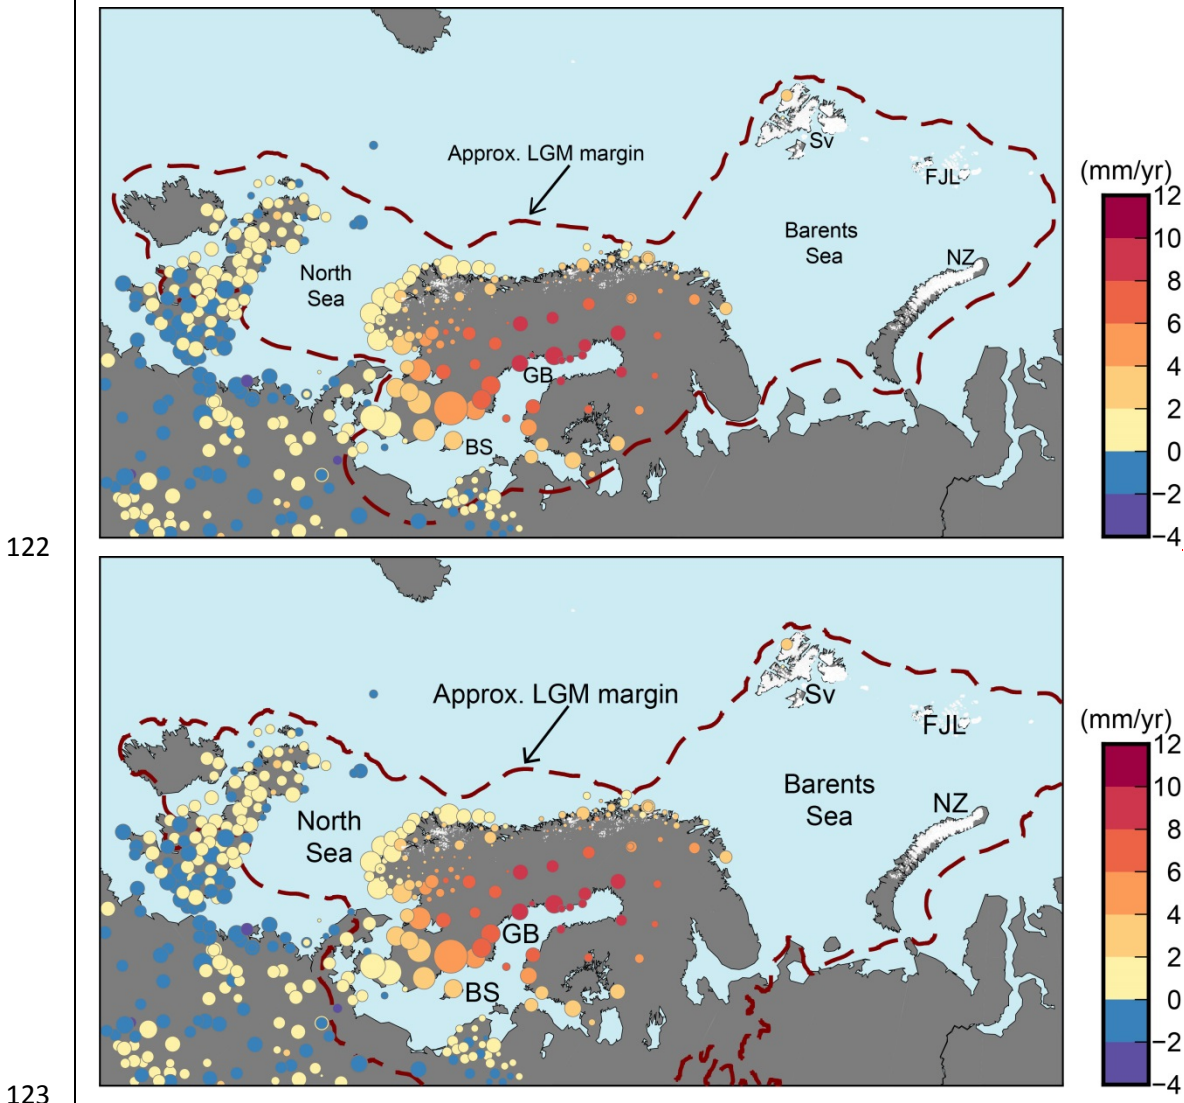 (mm/yr)
12
10
8
6
4
2
0
−2
−4
Approx. LGM margin
Sv
FJL
Barents
Sea
NZ
North
Sea
GB
BS
122
(mm/yr)
12
10
8
6
4
2
0
−2
−4
Approx. LGM margin
Sv
FJL
Barents
Sea
NZ
North
Sea
GB
BS
123